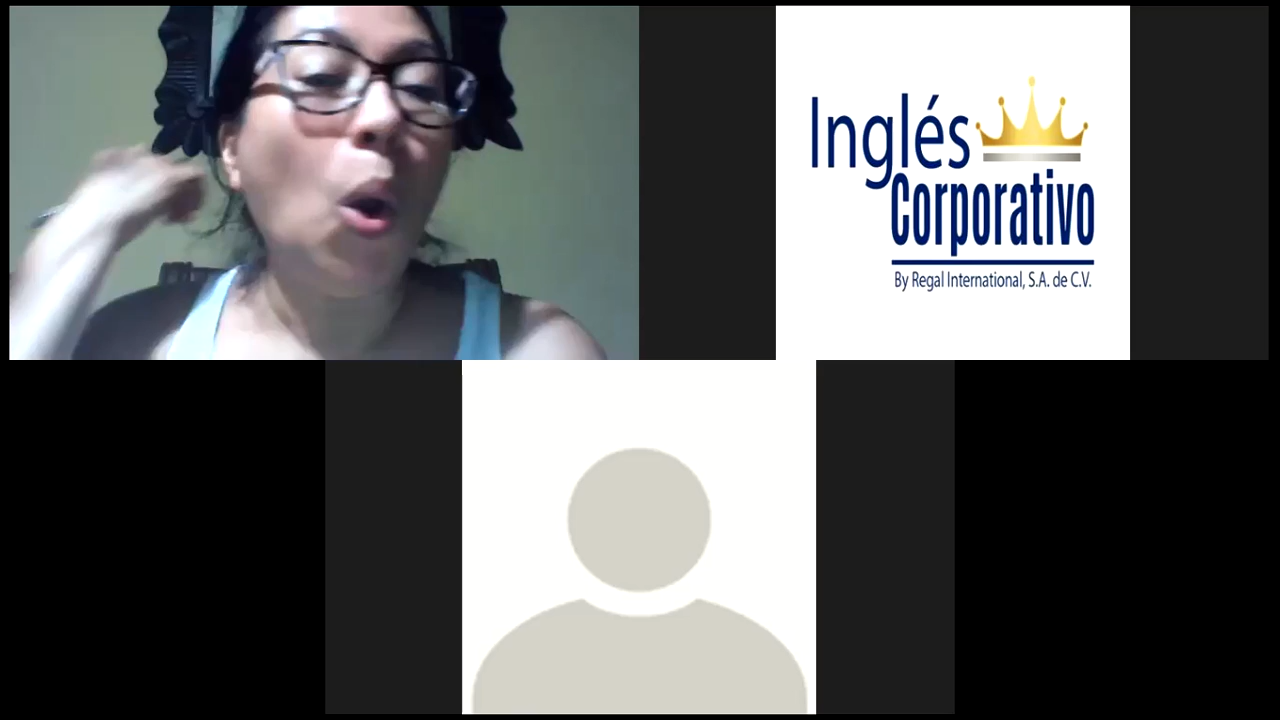 Inglés
Corporativo
By Regal International, S.A. de C.V.